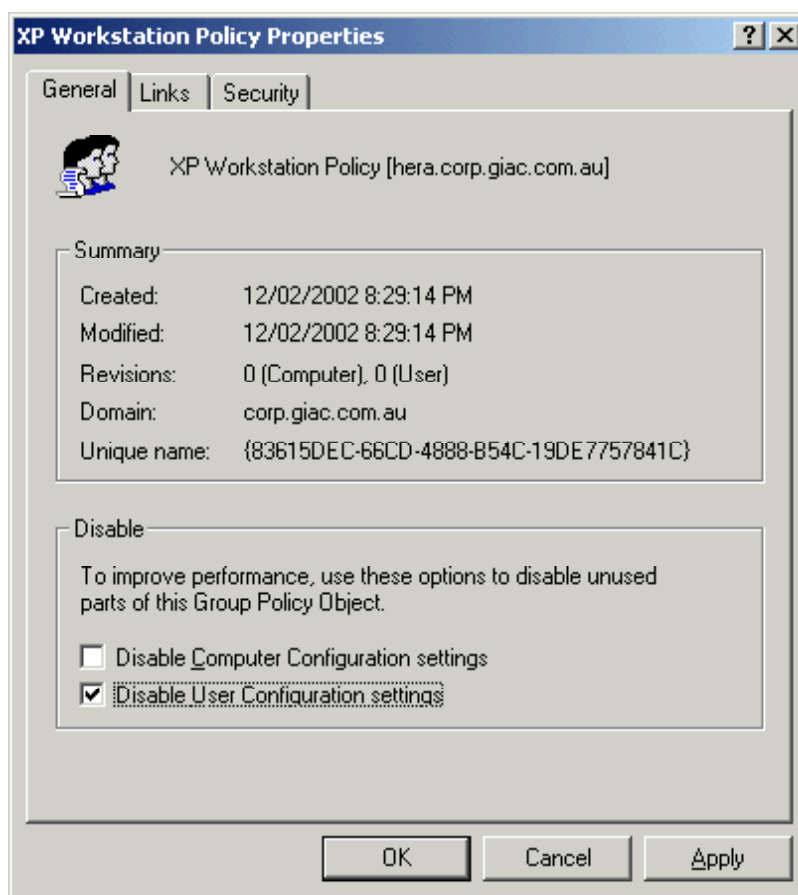 XP Workstation Policy Properties
General Links Security
XP Workstation Policy [hera.corp.giac.com.au]
Summary
Created: 12/02/2002 8:29:14 PM
Modified: 12/02/2002 8:29:14 PM
Revisions: 0 (Computer), 0 (User)
Domain: corp.giac.com.au
Unique name: {83615DEC-66CD-4888-B54C-19DE7757841C}
Disable
To improve performance, use these options to disable unused
parts of this Group Policy Object.
Disable Computer Configuration settings
Disable User Configuration settings
OK Cancel Apply